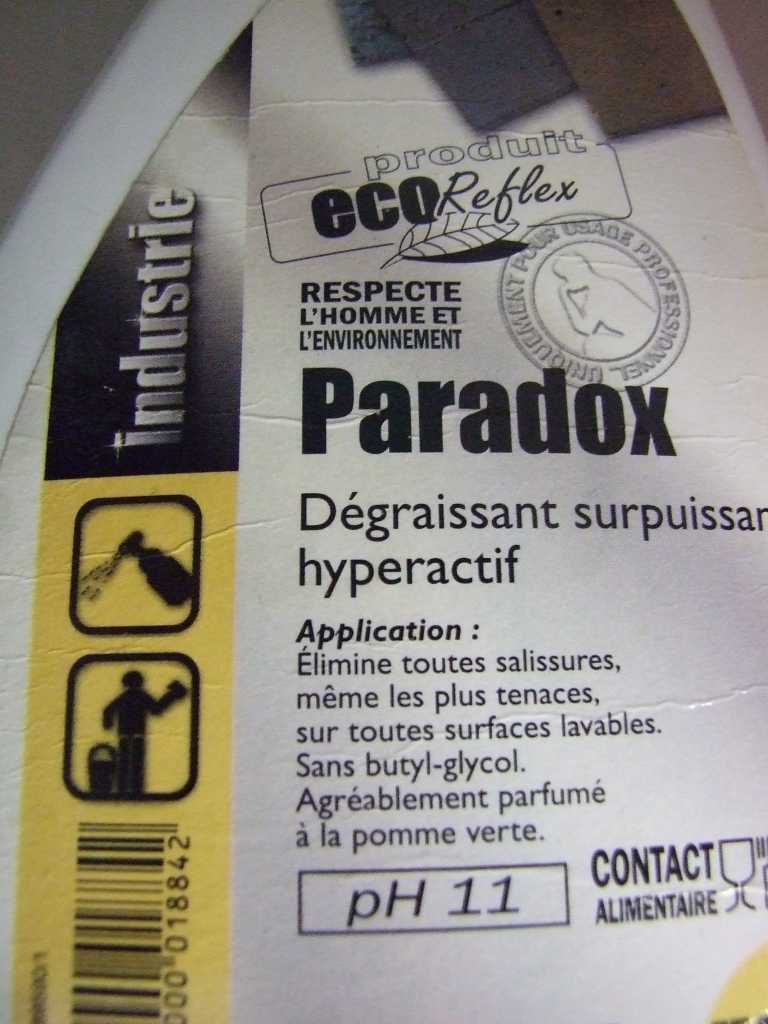 industrie
produit
ecoReflex
UNIQUEMENT POUR USAGE PROFESSIONNEL
RESPECTE
L'HOMME ET
L'ENVIRONNEMENT
Paradox
Dégraissant surpuissan
hyperactif
Application :
Élimine toutes salissures,
même les plus tenaces,
sur toutes surfaces lavables.
Sans butyl-glycol.
Agréablement parfumé
à la pomme verte.
pH 11
CONTACT
ALIMENTAIRE
000 018842